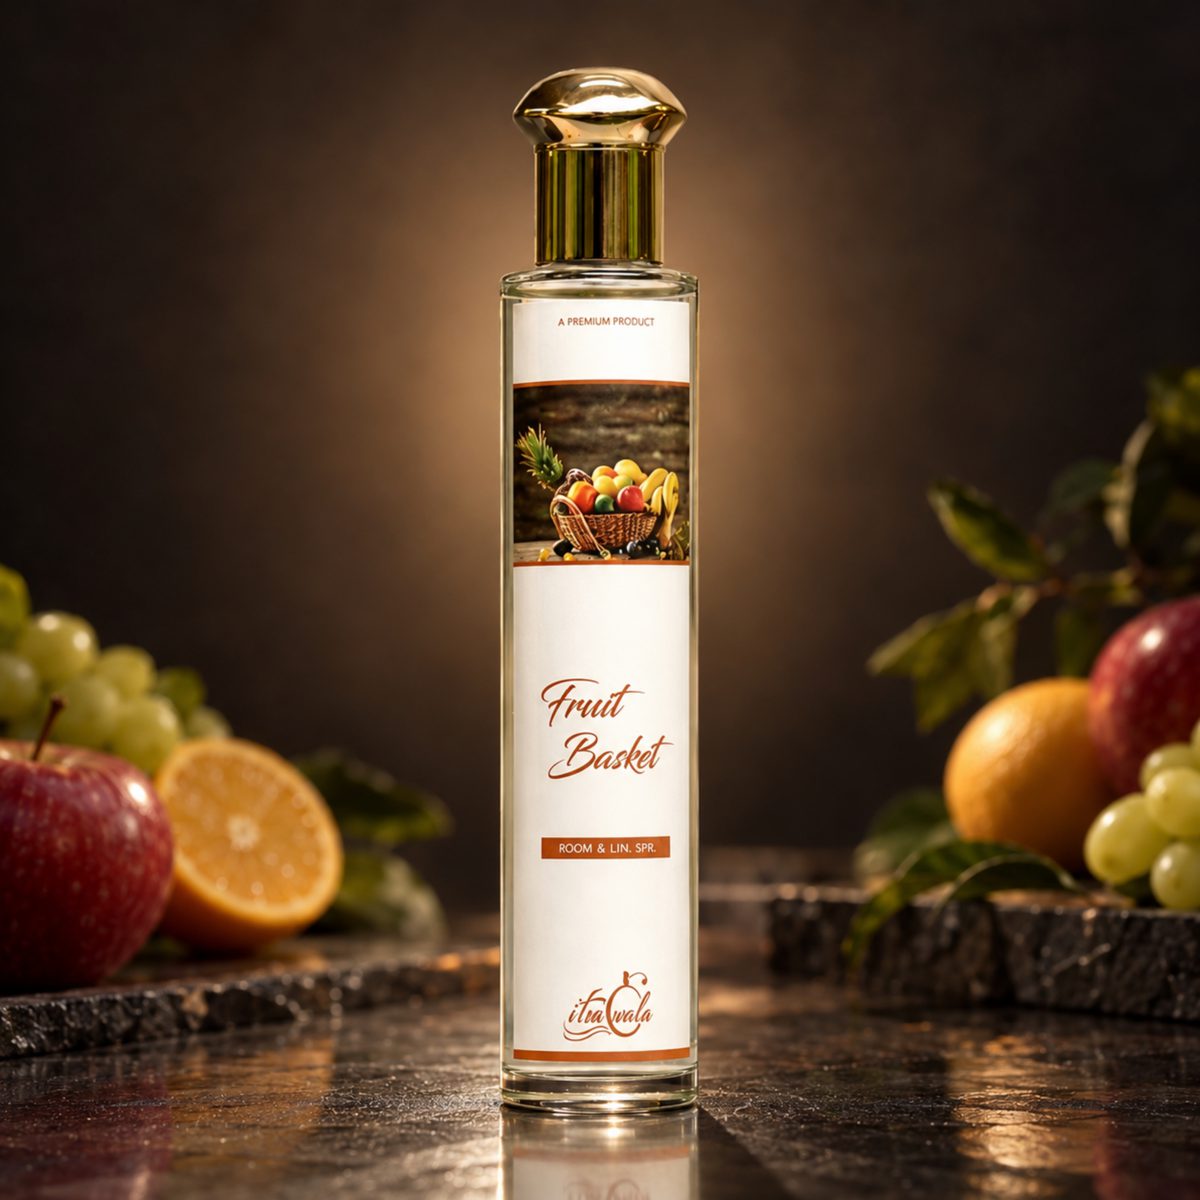 A PREMIUM PRODUCT
Fruit
Basket
ROOM & LIN. SPR.
itrawala